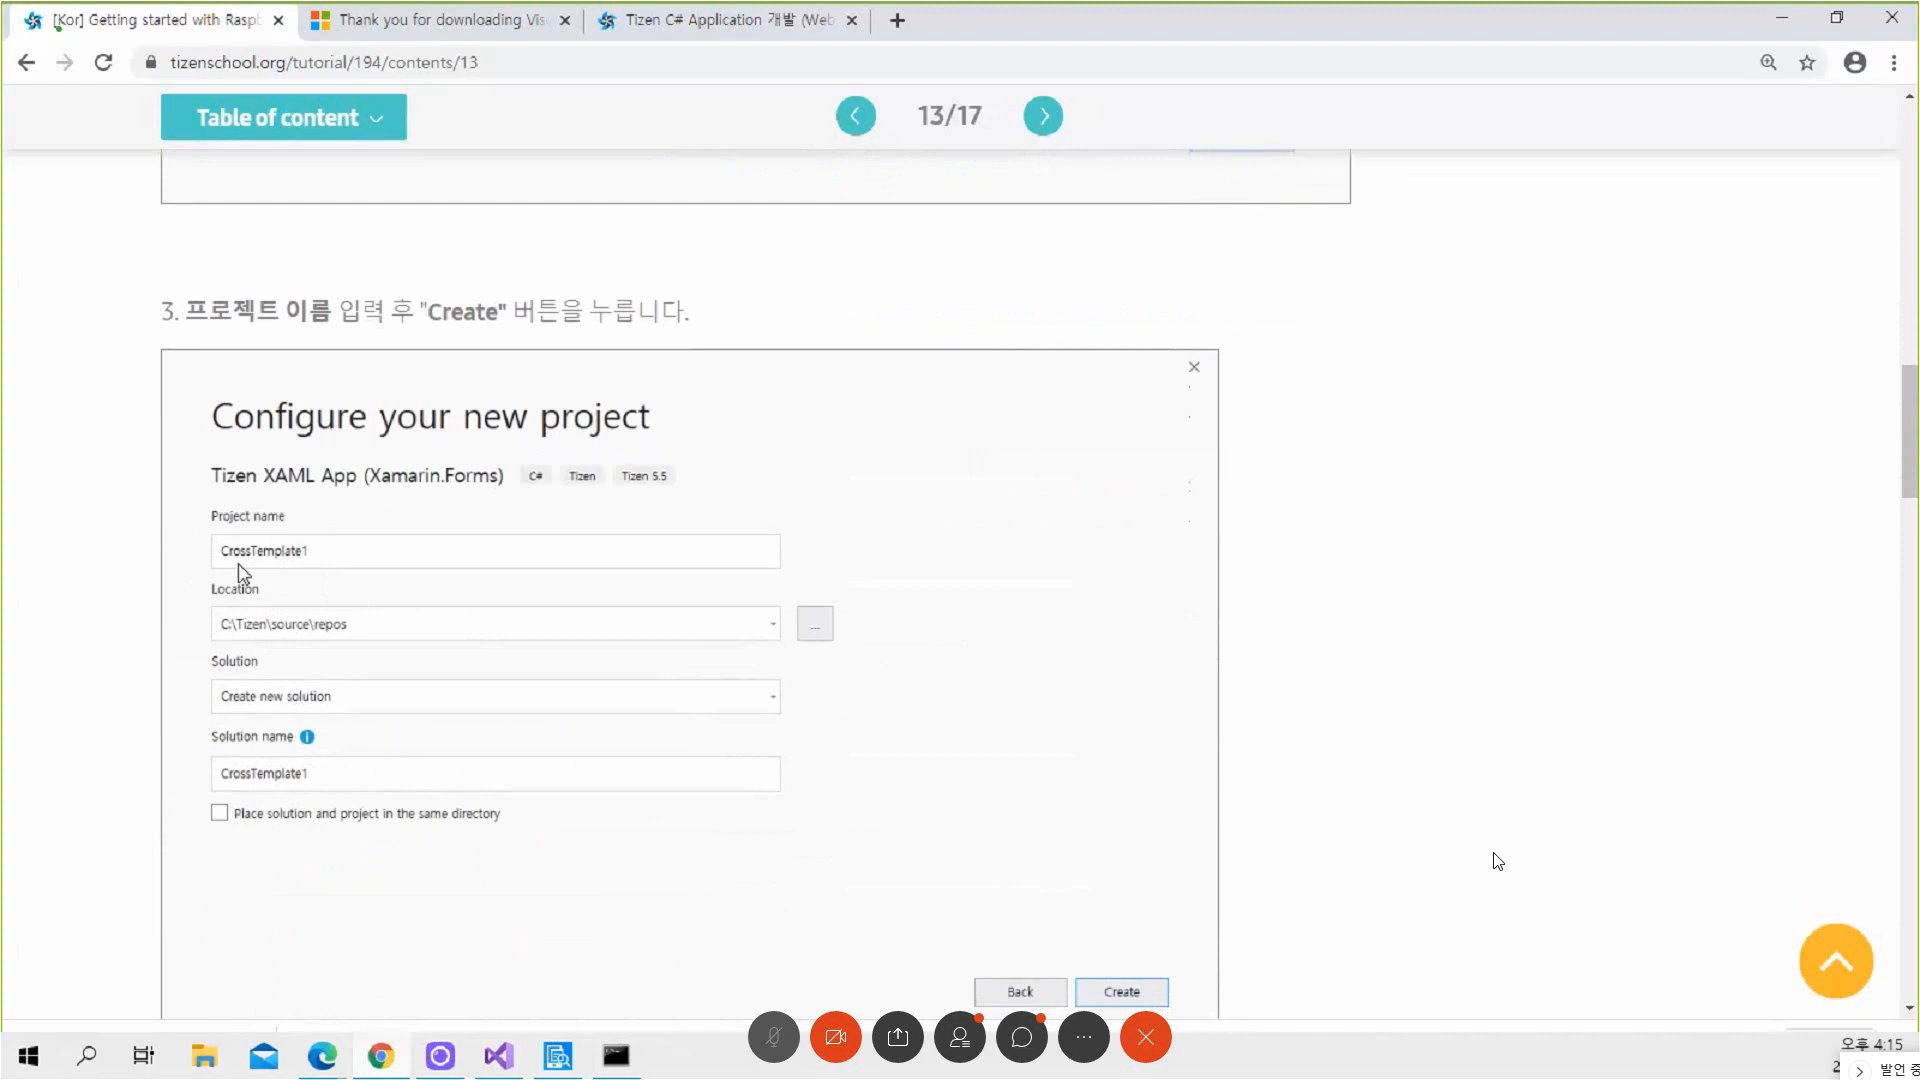 [Kor] Getting started with Raspb
Thank you for downloading Vis
Tizen C# Application 개발 (Web
tizenschool.org/tutorial/194/contents/13
Table of content
13/17
3. 프로젝트 이름 입력 후 "Create" 버튼을 누릅니다.
Configure your new project
Tizen XAML App (Xamarin.Forms) C# Tizen Tizen 5.5
Project name
CrossTemplate1
Location
C:\Tizen\source\repos
...
Solution
Create new solution
Solution name
CrossTemplate1
Place solution and project in the same directory
Back
Create
오후 4:15
발언 중